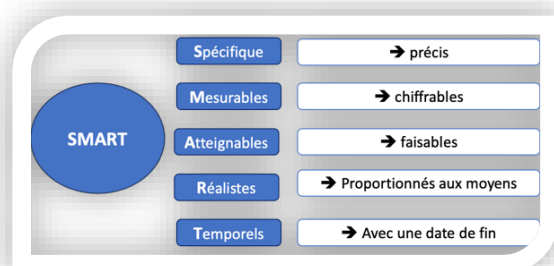 SMART
Spécifique ➔ précis
Mesurables ➔ chiffrables
Atteignables ➔ faisables
Réalistes ➔ Proportionnés aux moyens
Temporels ➔ Avec une date de fin